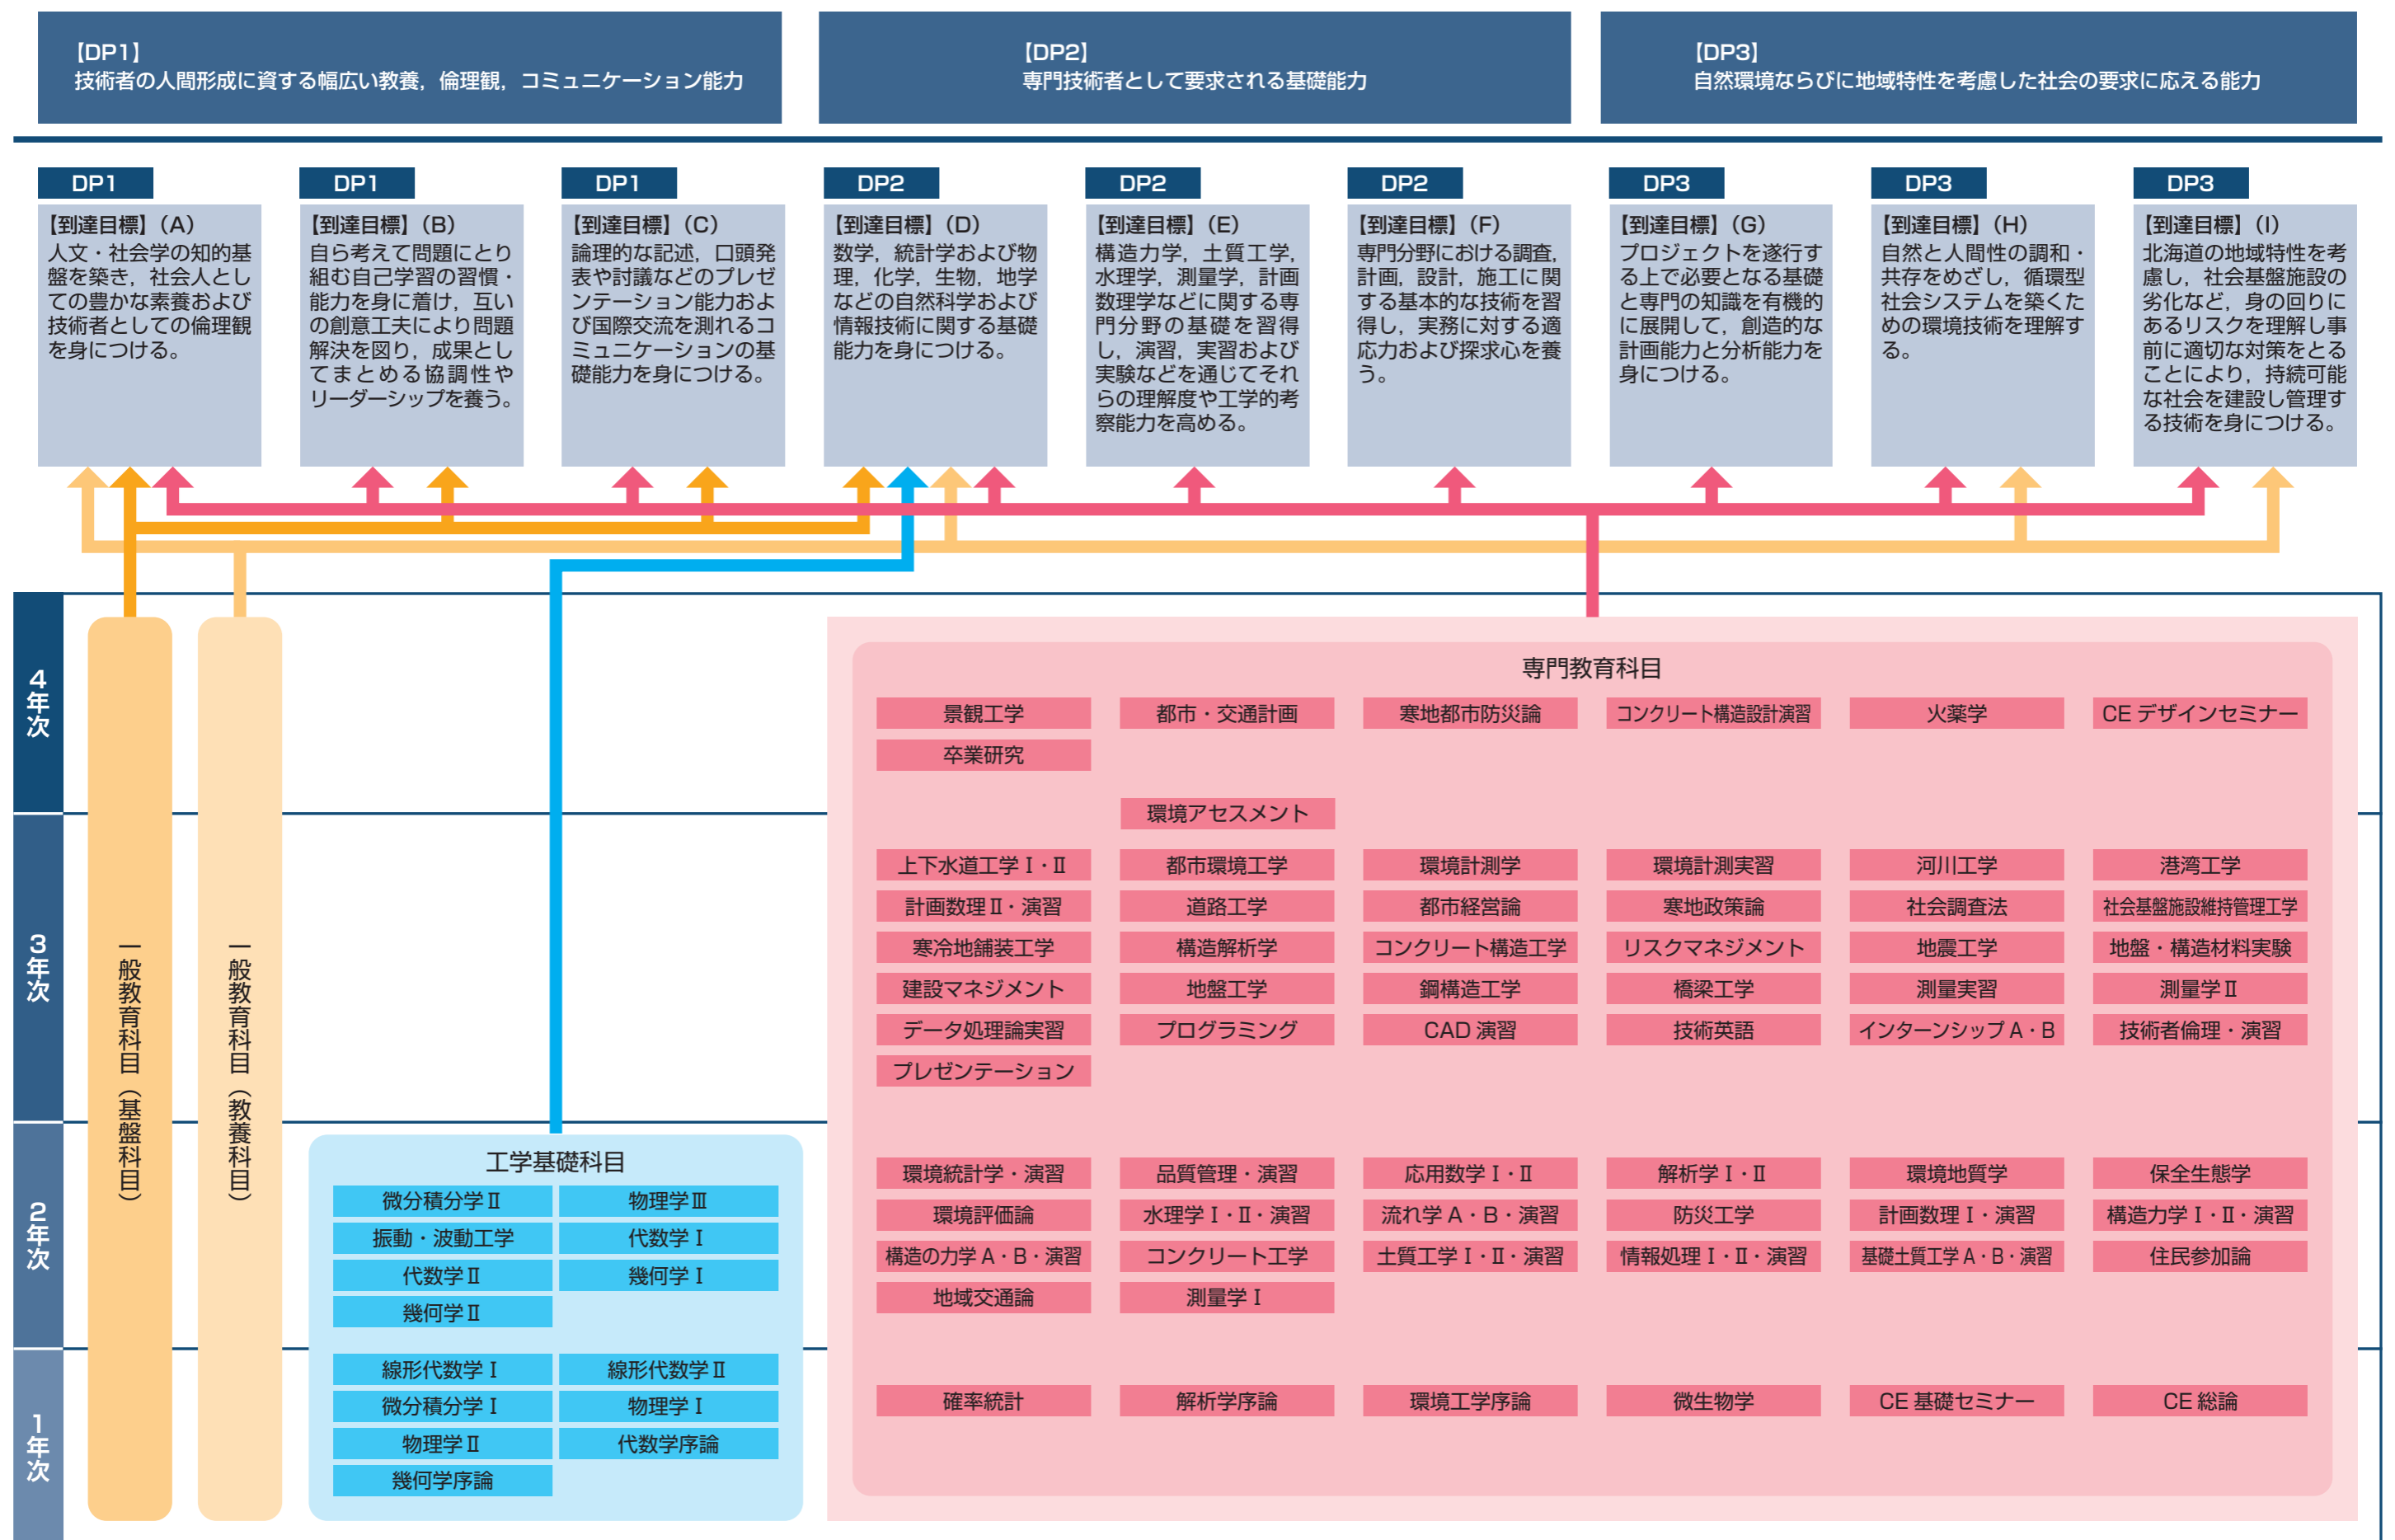 【DP1】
技術者の人間形成に資する幅広い教養，倫理観，コミュニケーション能力
【DP2】
専門技術者として要求される基礎能力
【DP3】
自然環境ならびに地域特性を考慮した社会の要求に応える能力
DP1
【到達目標】（A）
人文・社会学の知的基
盤を築き，社会人とし
ての豊かな素養および
技術者としての倫理観
を身につける。
DP1
【到達目標】（B）
自ら考えて問題にとり
組む自己学習の習慣・
能力を身に着け，互い
の創意工夫により問題
解決を図り，成果とし
てまとめる協調性や
リーダーシップを養う。
DP1
【到達目標】（C）
論理的な記述，口頭発
表や討議などのプレゼ
ンテーション能力およ
び国際交流を測れるコ
ミュニケーションの基
礎能力を身につける。
DP2
【到達目標】（D）
数学，統計学および物
理，化学，生物，地学
などの自然科学および
情報技術に関する基礎
能力を身につける。
DP2
【到達目標】（E）
構造力学，土質工学，
水理学，測量学，計画
数理学などに関する専
門分野の基礎を習得
し，演習，実習および
実験などを通じてそれ
らの理解度や工学的考
察能力を高める。
DP2
【到達目標】（F）
専門分野における調査，
計画，設計，施工に関
する基本的な技術を習
得し，実務に対する適
応力および探求心を養
う。
DP3
【到達目標】（G）
プロジェクトを遂行す
る上で必要となる基礎
と専門の知識を有機的
に展開して，創造的な
計画能力と分析能力を
身につける。
DP3
【到達目標】（H）
自然と人間性の調和・
共存をめざし，循環型
社会システムを築くた
めの環境技術を理解す
る。
DP3
【到達目標】（I）
北海道の地域特性を考
慮し，社会基盤施設の
劣化など，身の回りに
あるリスクを理解し事
前に適切な対策をとる
ことにより，持続可能
な社会を建設し管理す
る技術を身につける。
4年次
3年次
2年次
1年次
一般教育科目（基盤科目）
一般教育科目（教養科目）
工学基礎科目
微分積分学Ⅱ
物理学Ⅲ
振動・波動工学
代数学Ⅰ
代数学Ⅱ
幾何学Ⅰ
幾何学Ⅱ
線形代数学Ⅰ
線形代数学Ⅱ
微分積分学Ⅰ
物理学Ⅰ
物理学Ⅱ
代数学序論
幾何学序論
専門教育科目
景観工学
都市・交通計画
寒地都市防災論
コンクリート構造設計演習
火薬学
CE デザインセミナー
卒業研究
環境アセスメント
上下水道工学Ⅰ・Ⅱ
都市環境工学
環境計測学
環境計測実習
河川工学
港湾工学
計画数理Ⅱ・演習
道路工学
都市経営論
寒地政策論
社会調査法
社会基盤施設維持管理工学
寒冷地舗装工学
構造解析学
コンクリート構造工学
リスクマネジメント
地震工学
地盤・構造材料実験
建設マネジメント
地盤工学
鋼構造工学
橋梁工学
測量実習
測量学Ⅱ
データ処理論実習
プログラミング
CAD 演習
技術英語
インターンシップ A・B
技術者倫理・演習
プレゼンテーション
環境統計学・演習
品質管理・演習
応用数学Ⅰ・Ⅱ
解析学Ⅰ・Ⅱ
環境地質学
保全生態学
環境評価論
水理学Ⅰ・Ⅱ・演習
流れ学 A・B・演習
防災工学
計画数理Ⅰ・演習
構造力学Ⅰ・Ⅱ・演習
構造の力学 A・B・演習
コンクリート工学
土質工学Ⅰ・Ⅱ・演習
情報処理Ⅰ・Ⅱ・演習
基礎土質工学 A・B・演習
住民参加論
地域交通論
測量学Ⅰ
確率統計
解析学序論
環境工学序論
微生物学
CE 基礎セミナー
CE 総論